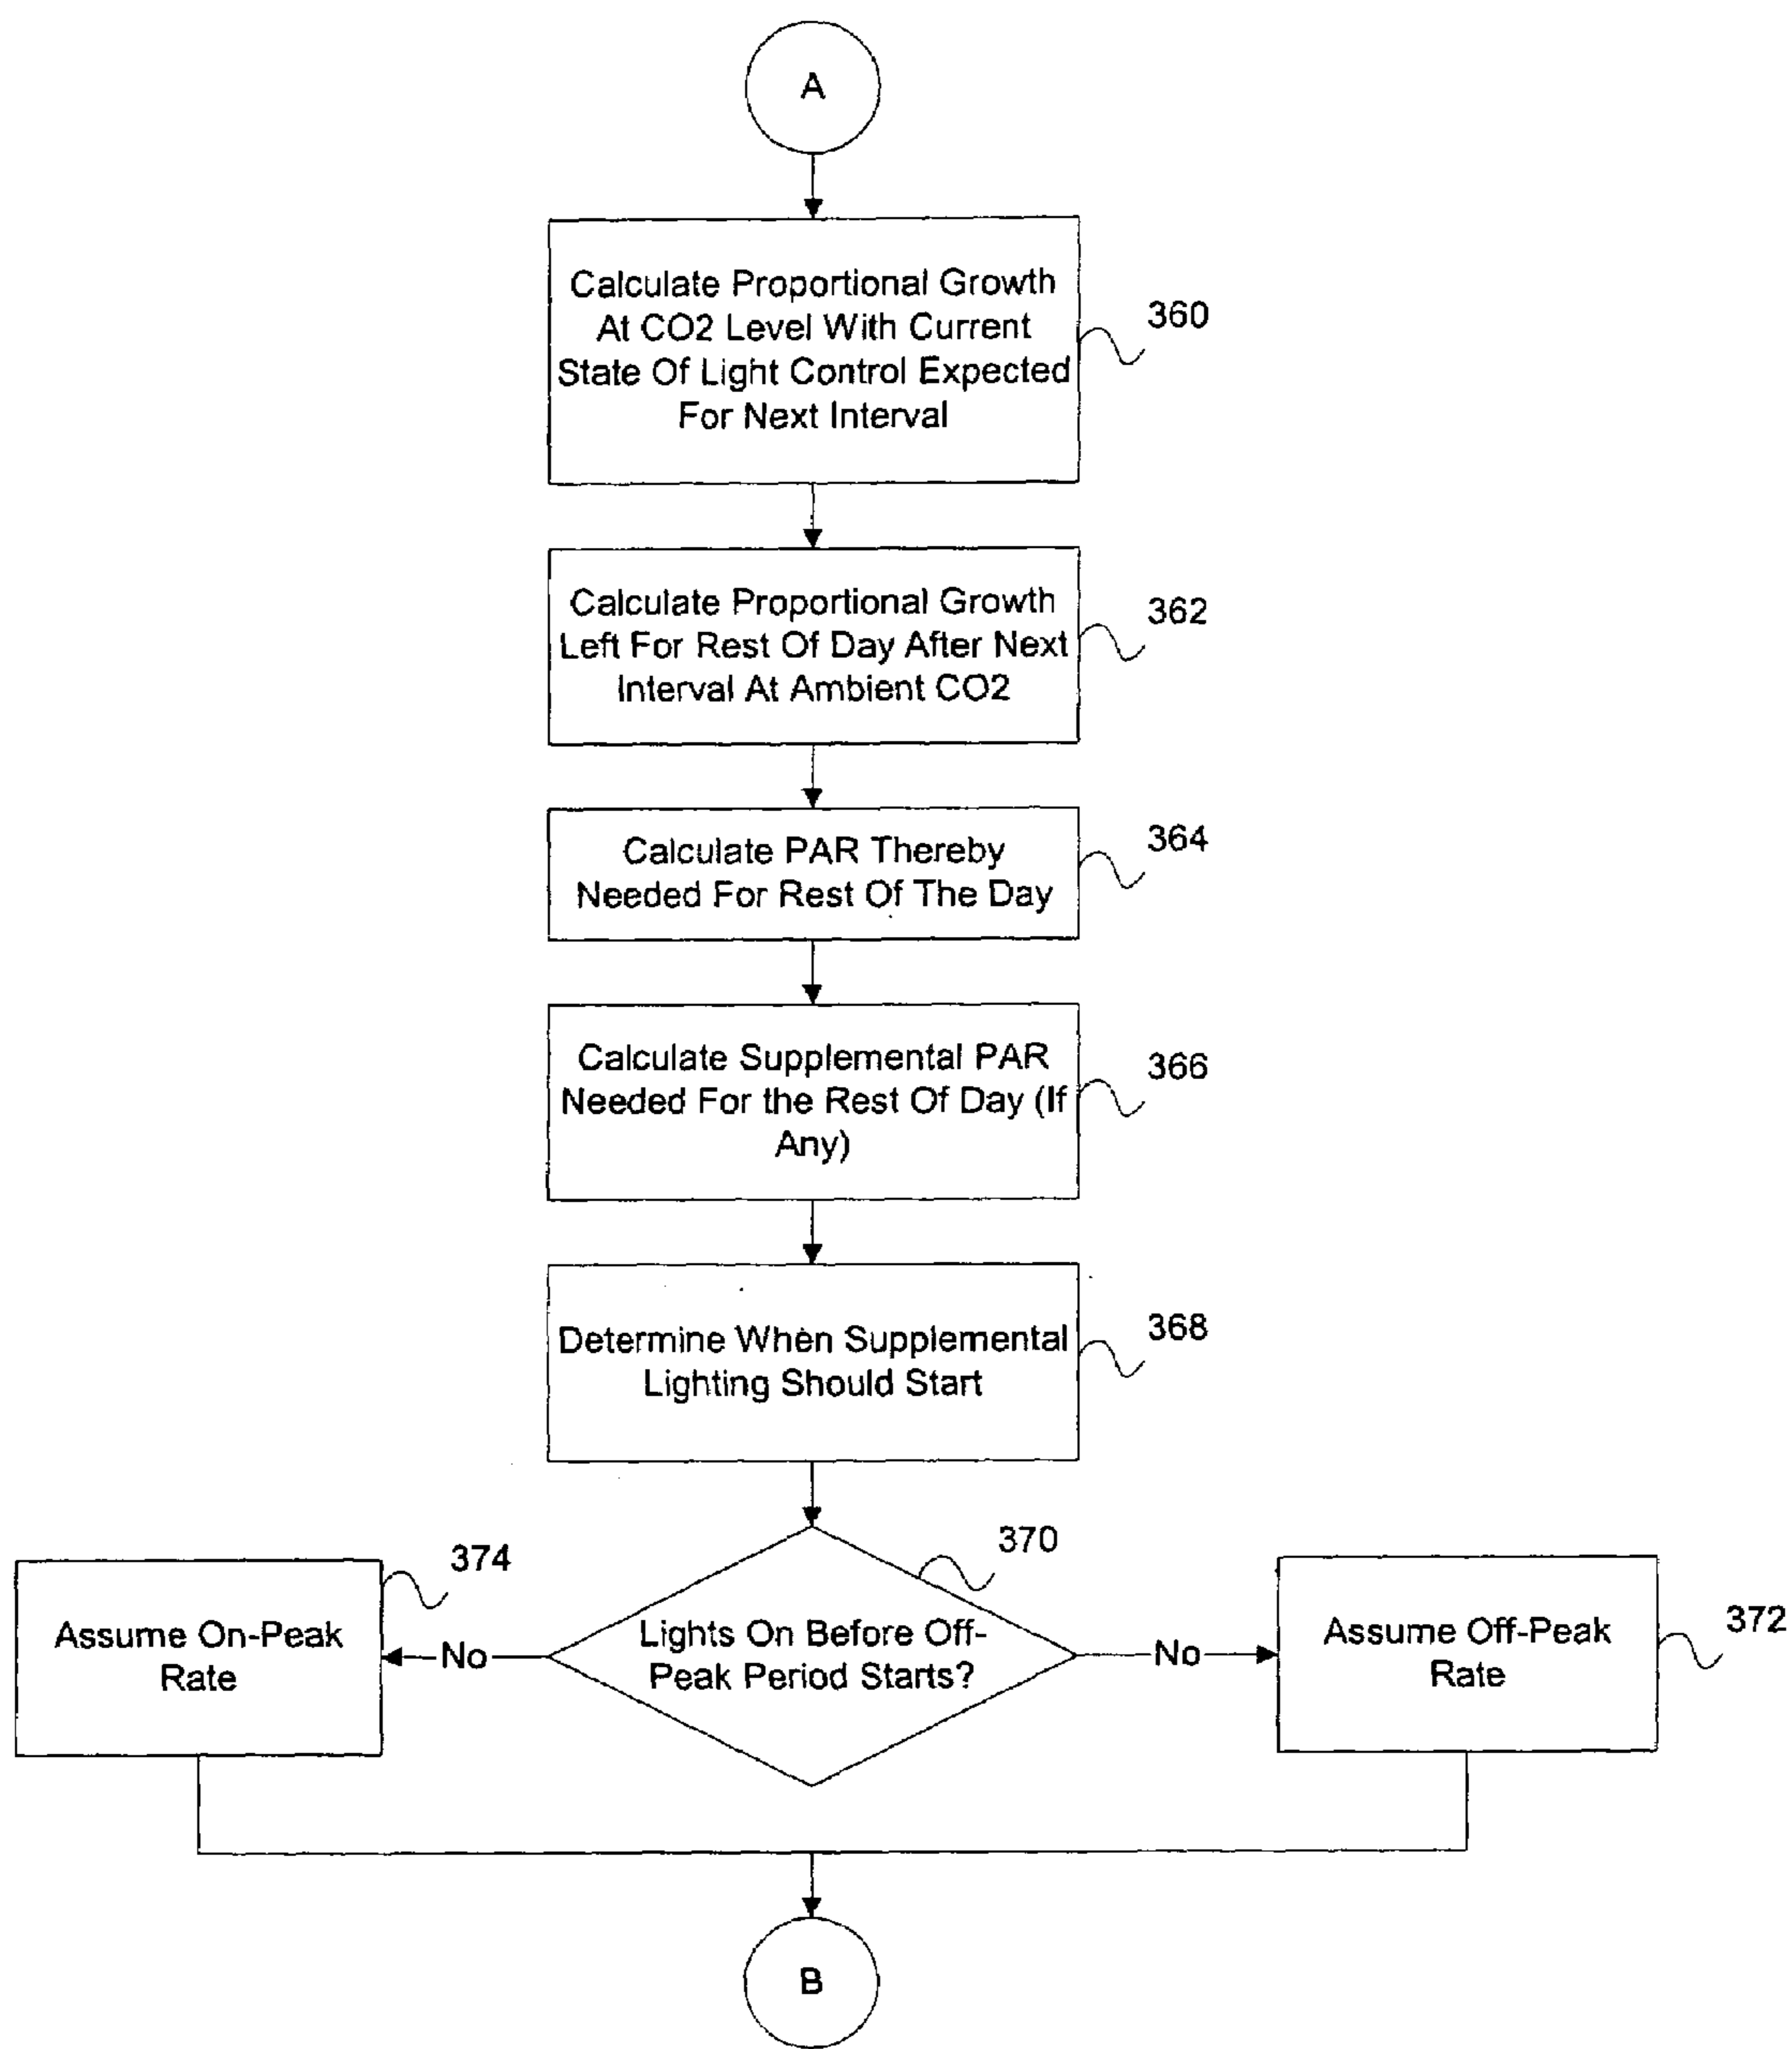 A
Calculate Proportional Growth
At CO2 Level With Current
State Of Light Control Expected
For Next Interval
360
Calculate Proportional Growth
Left For Rest Of Day After Next
Interval At Ambient CO2
362
Calculate PAR Thereby
Needed For Rest Of The Day
364
Calculate Supplemental PAR
Needed For the Rest Of Day (If
Any)
366
Determine When Supplemental
Lighting Should Start
368
374
Assume On-Peak
Rate
No
370
Lights On Before Off-
Peak Period Starts?
No
Assume Off-Peak
Rate
372
B